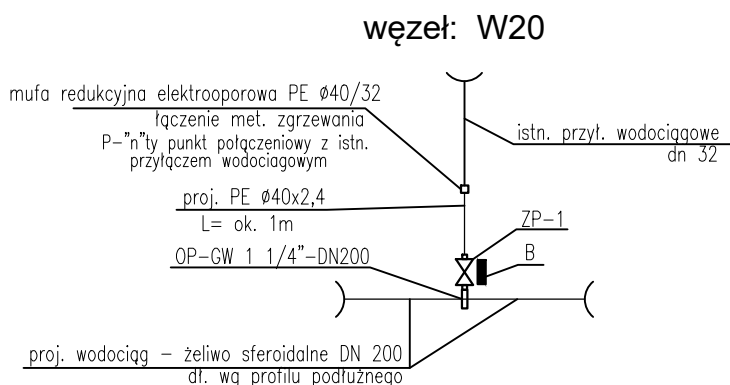 węzeł: W20
mufa redukcyjna elektrooporowa PE ø40/32
łączenie met. zgrzewania
P-"n"ty punkt połączeniowy z istn.
przyłączem wodociagowym
istn. przył. wodociągowe
dn 32
proj. PE ø40x2,4
L= ok. 1m
ZP-1
OP-GW 1 1/4"-DN200
B
proj. wodociąg – żeliwo sferoidalne DN 200
dł. wg profilu podłużnego